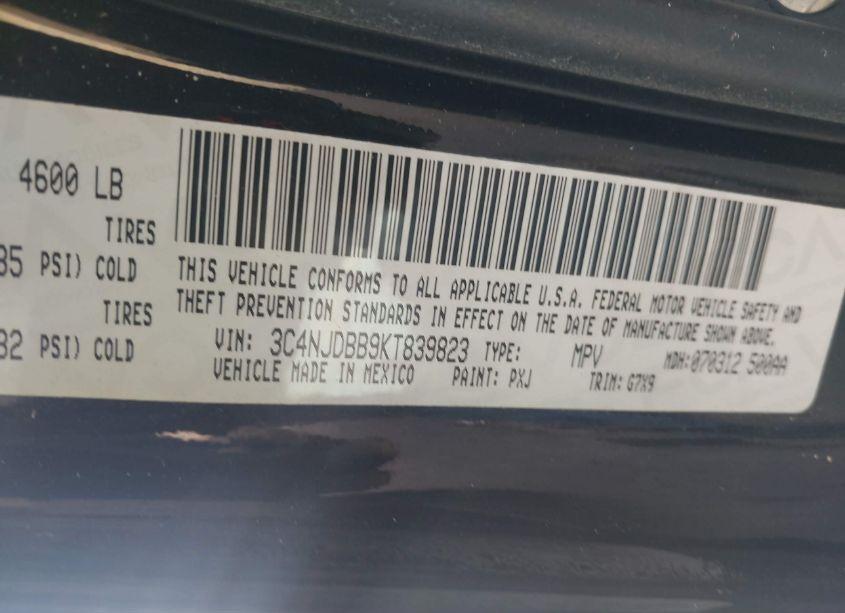 4600 LB
TIRES
35 PSI) COLD
TIRES
32 PSI) COLD
THIS VEHICLE CONFORMS TO ALL APPLICABLE U.S.A. FEDERAL MOTOR VEHICLE SAFETY AND
THEFT PREVENTION STANDARDS IN EFFECT ON THE DATE OF MANUFACTURE SHOWN ABOVE.
VIN: 3C4NJDBB9KT839823 TYPE: MPV MDH:070312 500AA
VEHICLE MADE IN MEXICO PAINT: PXJ TRIM: G7X9